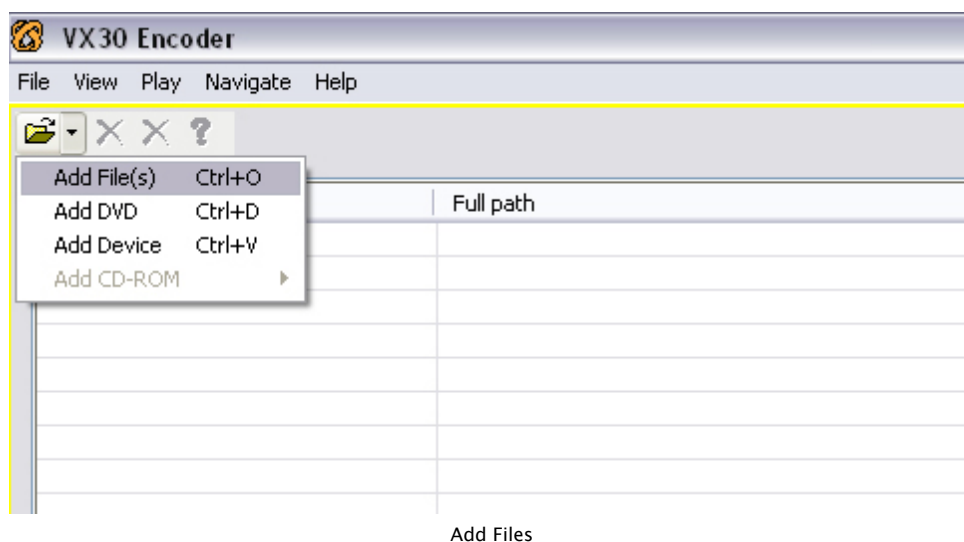 VX30 Encoder
File View Play Navigate Help
Add File(s) Ctrl+O
Add DVD Ctrl+D
Add Device Ctrl+V
Add CD-ROM
Full path
Add Files